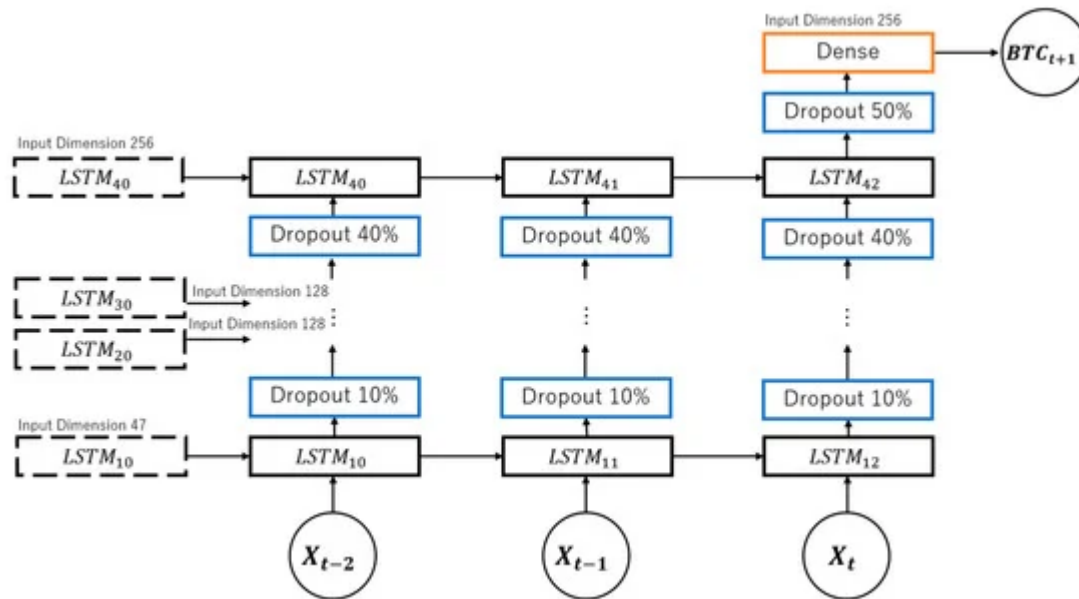 Input Dimension 256
Dense
BTC_{t+1}
Dropout 50%
Input Dimension 256
LSTM_{40}
LSTM_{40}
LSTM_{41}
LSTM_{42}
Dropout 40%
Dropout 40%
Dropout 40%
LSTM_{30}
Input Dimension 128
LSTM_{20}
Input Dimension 128
⋮
⋮
⋮
Dropout 10%
Dropout 10%
Dropout 10%
Input Dimension 47
LSTM_{10}
LSTM_{10}
LSTM_{11}
LSTM_{12}
X_{t-2}
X_{t-1}
X_t